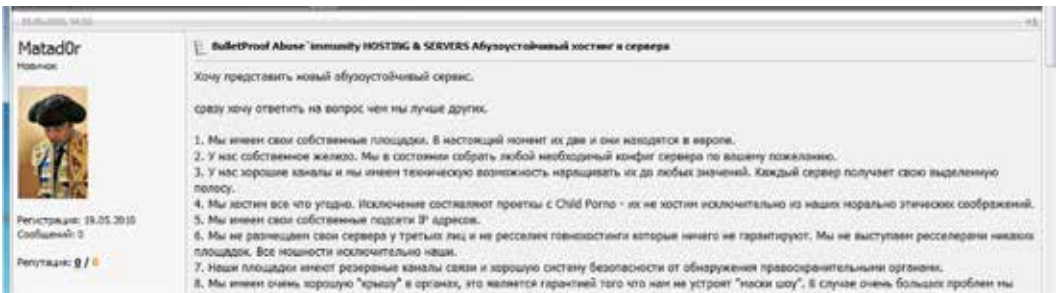 19.05.2010, 14:52 #1
Matad0r
Новичок
BulletProof Abuse`immunity HOSTING & SERVERS Абузоустойчивый хостинг и сервера
Хочу представить новый абузоустойчивый сервис.
сразу хочу ответить на вопрос чем мы лучше других.
1. Мы имеем свои собственные площадки. В настоящий момент их две и они находятся в европе.
2. У нас собственное железо. Мы в состоянии собрать любой необходимый конфиг сервера по вашему пожеланию.
3. У нас хорошие каналы и мы имеем техническую возможность наращивать их до любых значений. Каждый сервер получает свою выделенную
полосу.
4. Мы хостим все что угодно. Исключение составляют проеткы с Child Porno - их не хостим исключительно из наших морально этических соображений.
5. Мы имеем свои собственные подсети IP адресов.
6. Мы не размещаем свои сервера у третьих лиц и не ресселим говнохостинги которые ничего не гарантируют. Мы не выступаем ресселерами никаких
площадок. Все мощности исключительно наши.
7. Наши площадки имеют резервные каналы связи и хорошую систему безопасности от обнаружения правоохранительными органами.
8. Мы имеем очень хорошую "крышу" в органах, это является гарантией того что нам не устроят "маски шоу". В случае очень больших проблем мы
Регистрация: 19.05.2010
Сообщений: 0
Репутация: 0 / 0